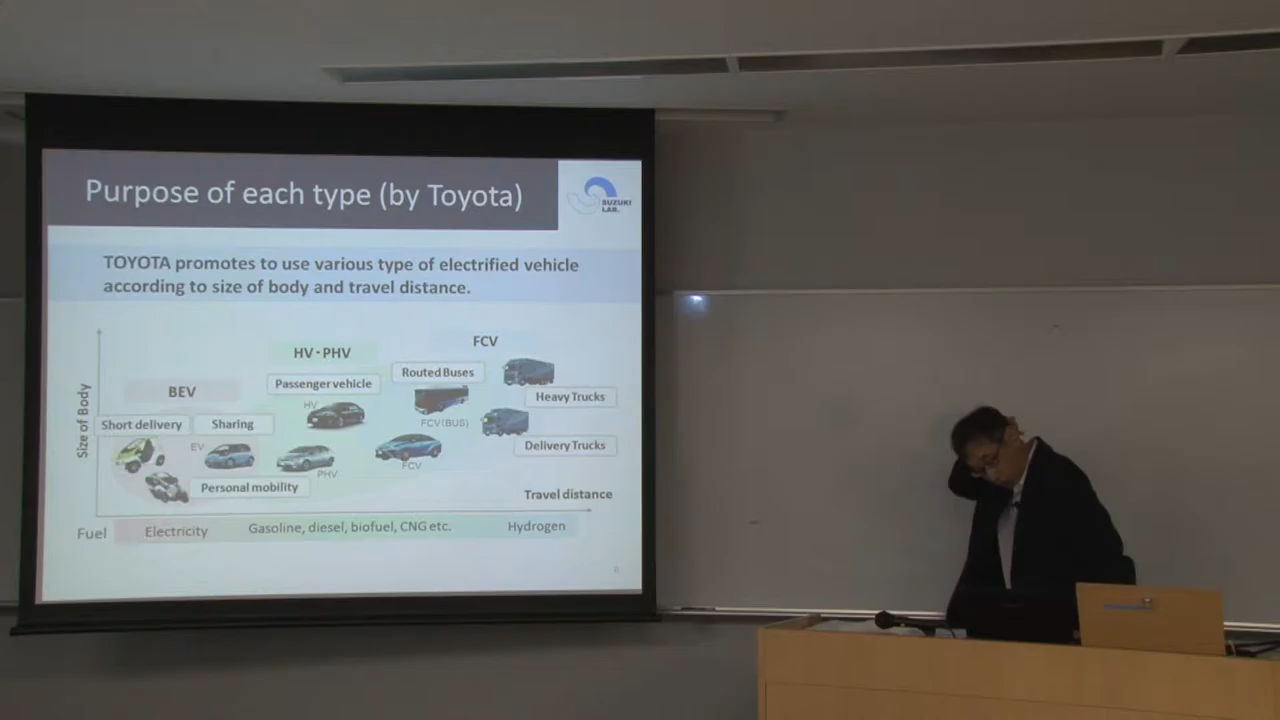 Purpose of each type (by Toyota)
SUZUKI
LAB.
TOYOTA promotes to use various type of electrified vehicle
according to size of body and travel distance.
FCV
HV・PHV
Routed Buses
Passenger vehicle
BEV
Heavy Trucks
HV
FCV(BUS)
Short delivery
Sharing
Delivery Trucks
EV
FCV
PHV
Personal mobility
Size of Body
Travel distance
Fuel
Electricity
Gasoline, diesel, biofuel, CNG etc.
Hydrogen